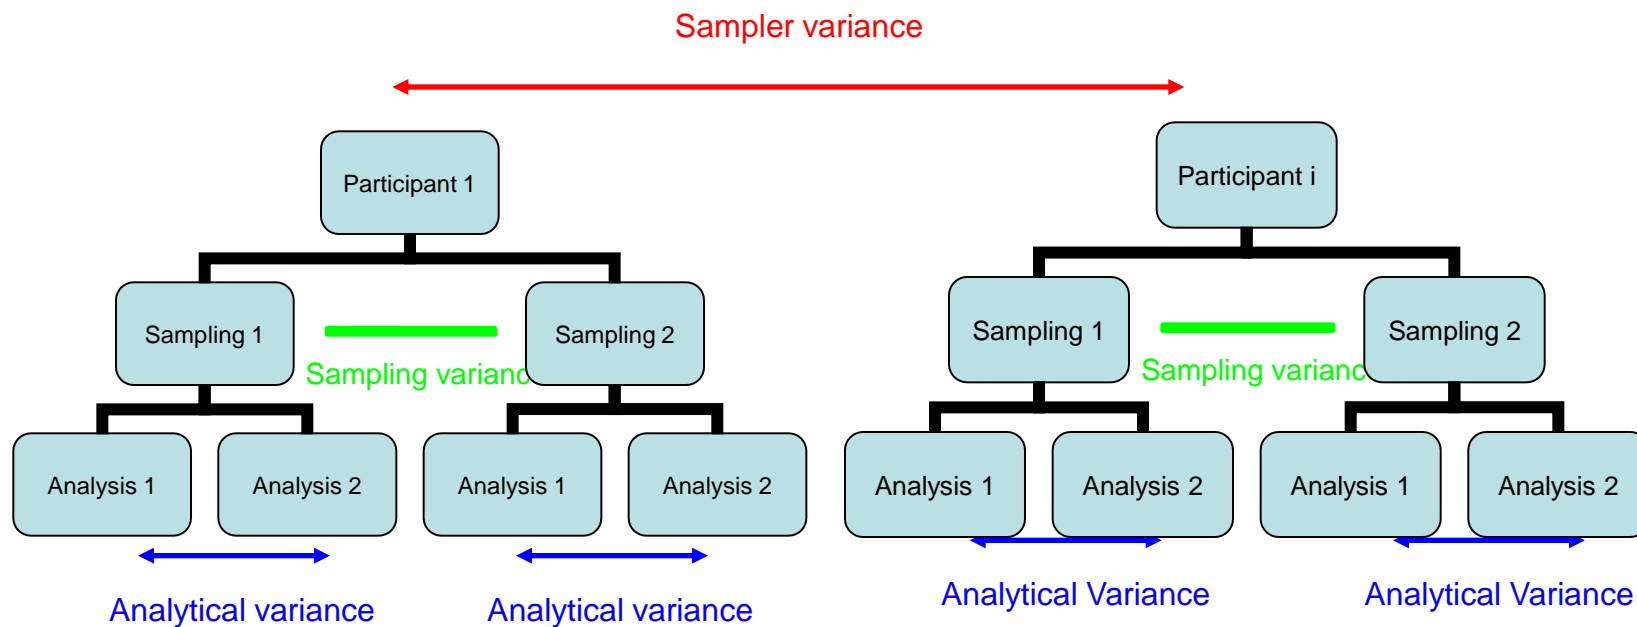 Sampler variance
Participant 1
Participant i
Sampling 1
Sampling 2
Sampling 1
Sampling 2
Sampling varianc
Sampling varianc
Analysis 1
Analysis 2
Analysis 1
Analysis 2
Analysis 1
Analysis 2
Analysis 1
Analysis 2
Analytical variance
Analytical variance
Analytical Variance
Analytical Variance